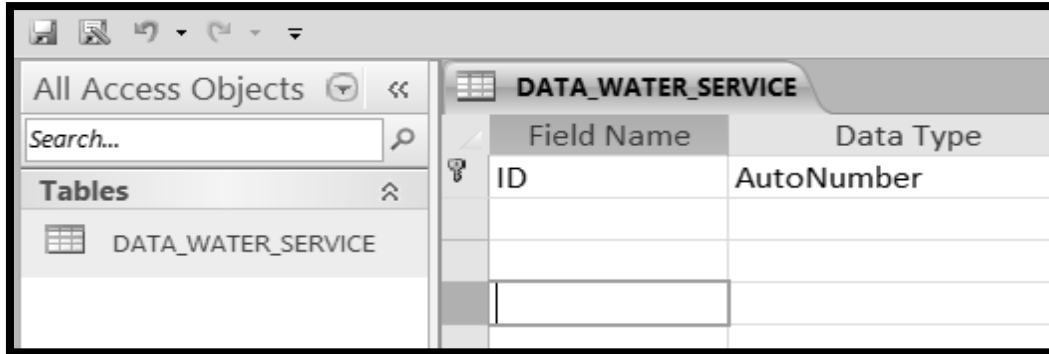 All Access Objects
Search...
Tables
DATA_WATER_SERVICE
DATA_WATER_SERVICE
Field Name Data Type
ID AutoNumber